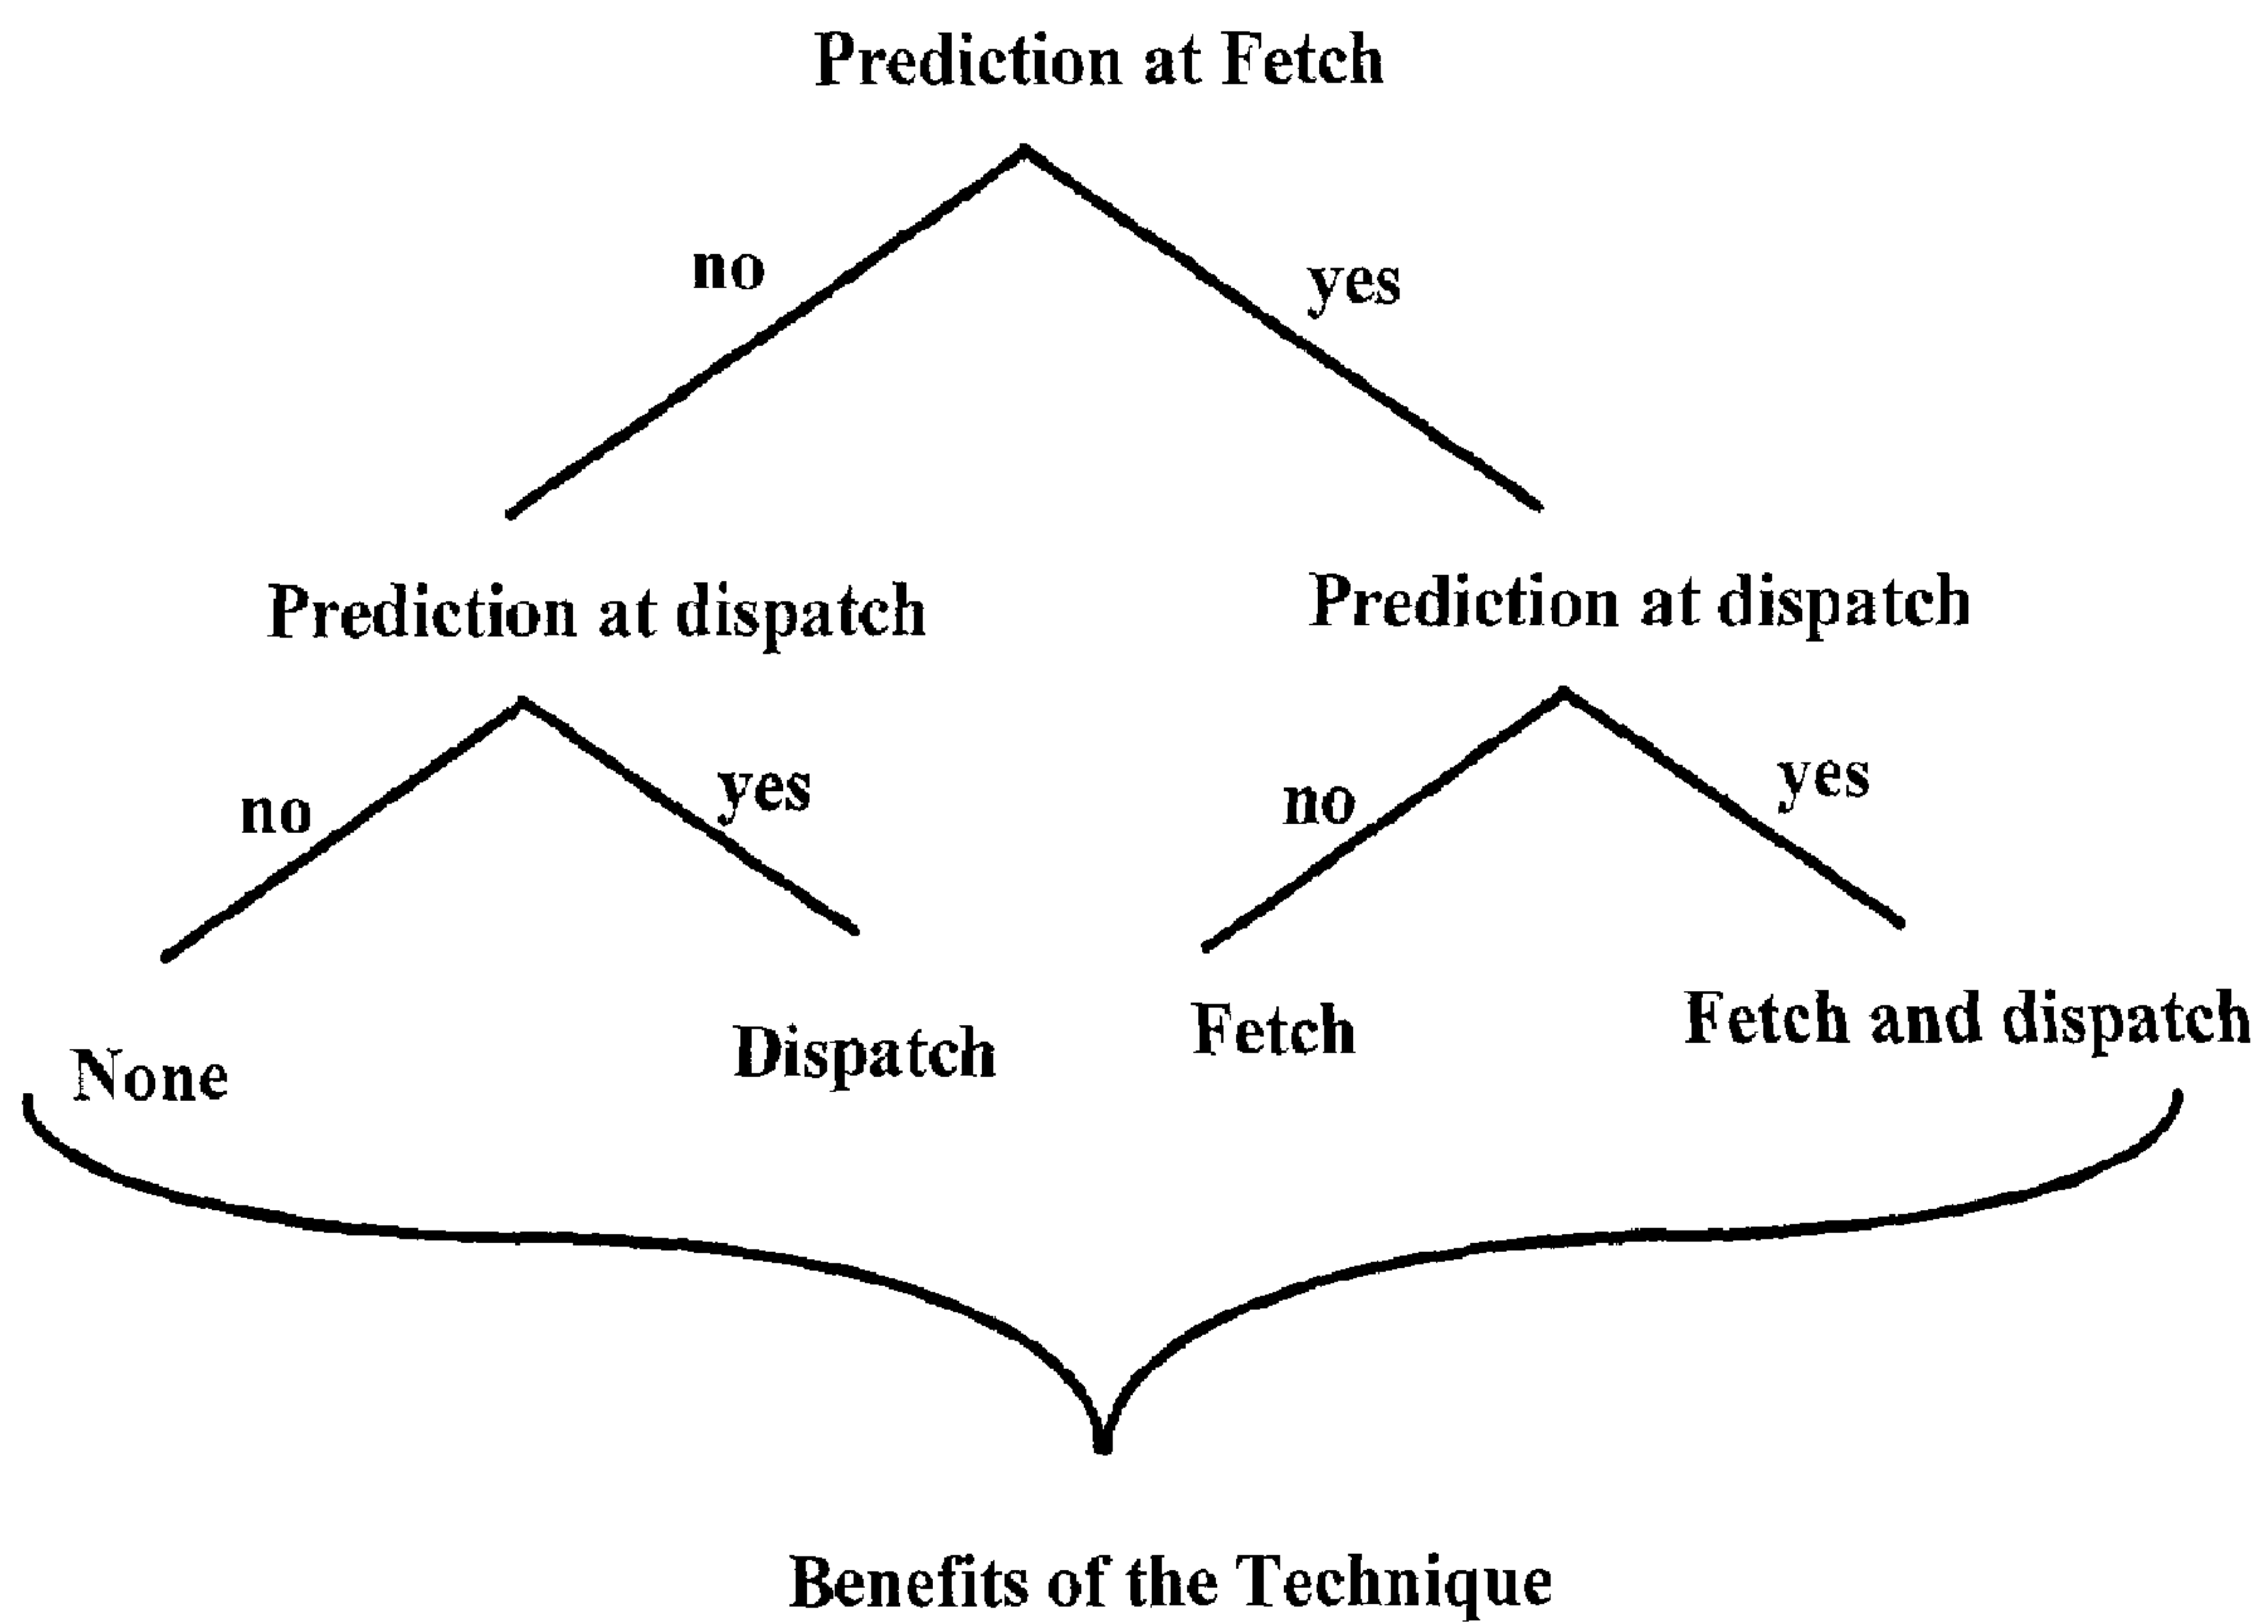 Prediction at Fetch
no
yes
Prediction at dispatch
Prediction at dispatch
no
yes
no
yes
None
Dispatch
Fetch
Fetch and dispatch
Benefits of the Technique